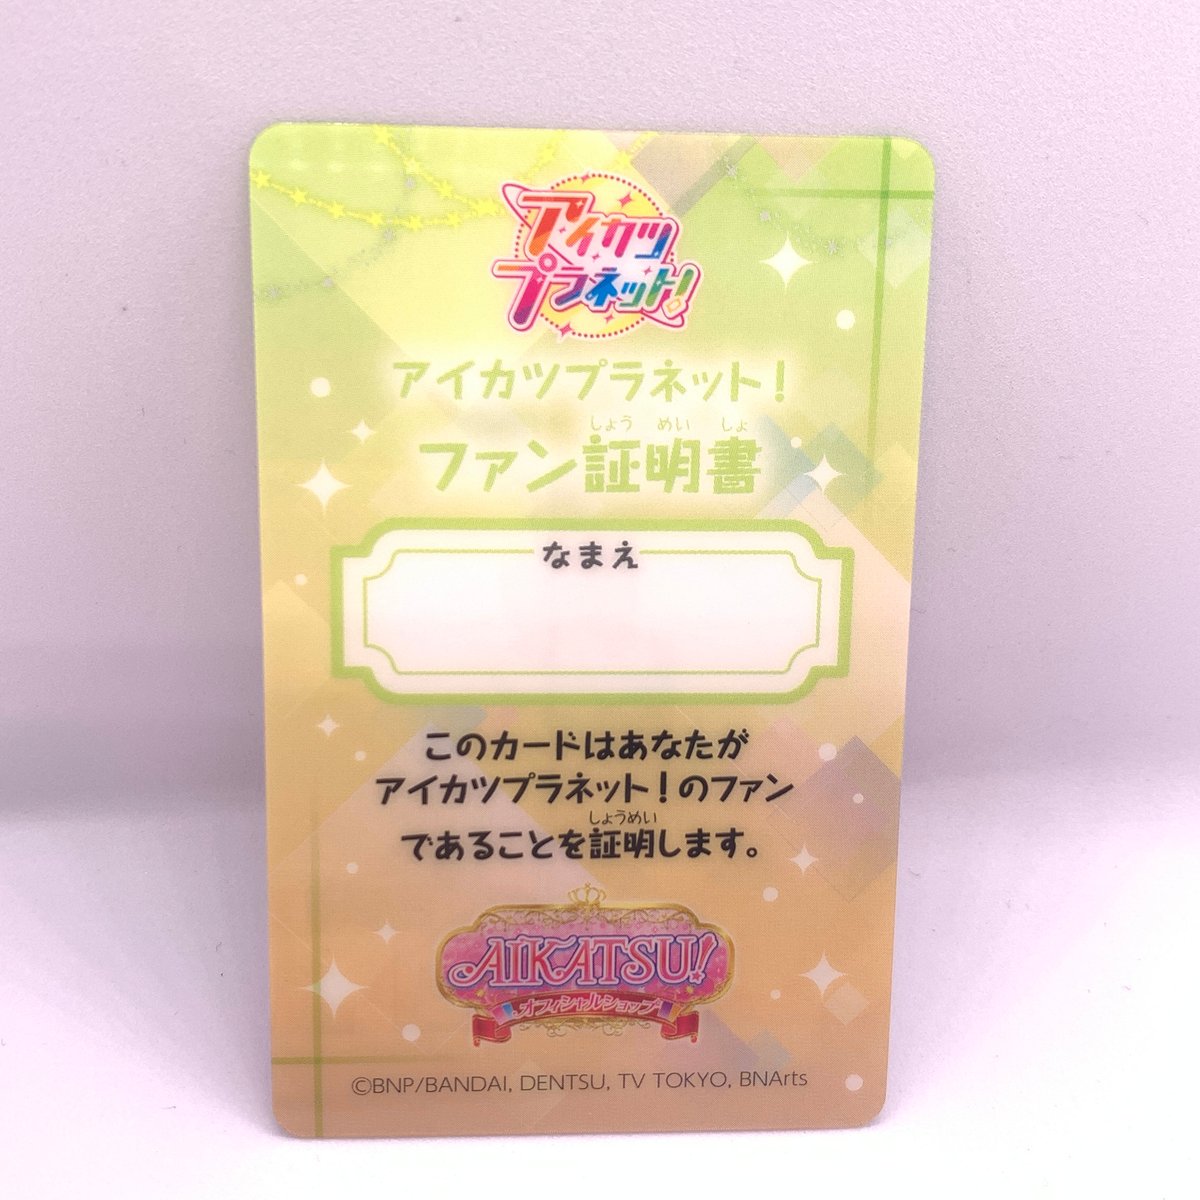 アイカツ
プラネット!
アイカツプラネット!
しょう めい しょ
ファン証明書
なまえ
このカードはあなたが
アイカツプラネット!のファン
しょうめい
であることを証明します。
AIKATSU!
オフィシャルショップ
©BNP/BANDAI, DENTSU, TV TOKYO, BNArts